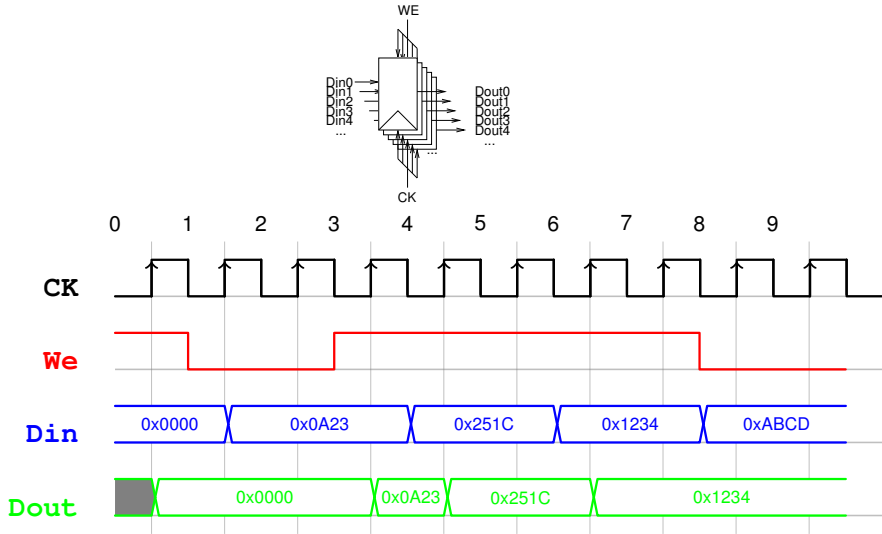 WE
Din0
Din1
Din2
Din3
Din4
...
Dout0
Dout1
Dout2
Dout3
Dout4
...
...
CK
0 1 2 3 4 5 6 7 8 9
CK
We
Din 0x0000 0x0A23 0x251C 0x1234 0xABCD
Dout 0x0000 0x0A23 0x251C 0x1234